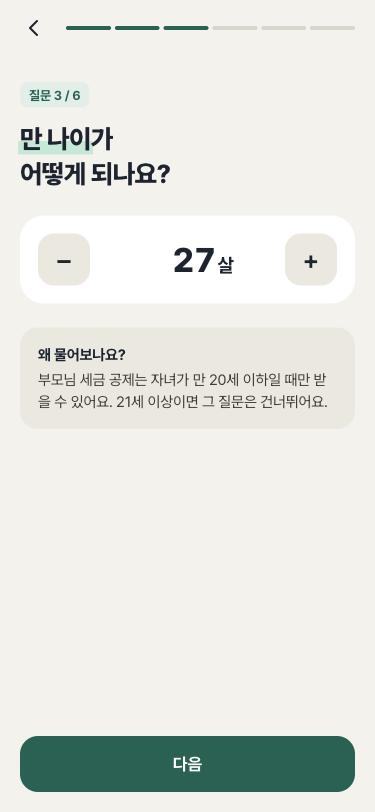 질문 3 / 6
만 나이가
어떻게 되나요?
−
27살
+
왜 물어보나요?
부모님 세금 공제는 자녀가 만 20세 이하일 때만 받
을 수 있어요. 21세 이상이면 그 질문은 건너뛰어요.
다음